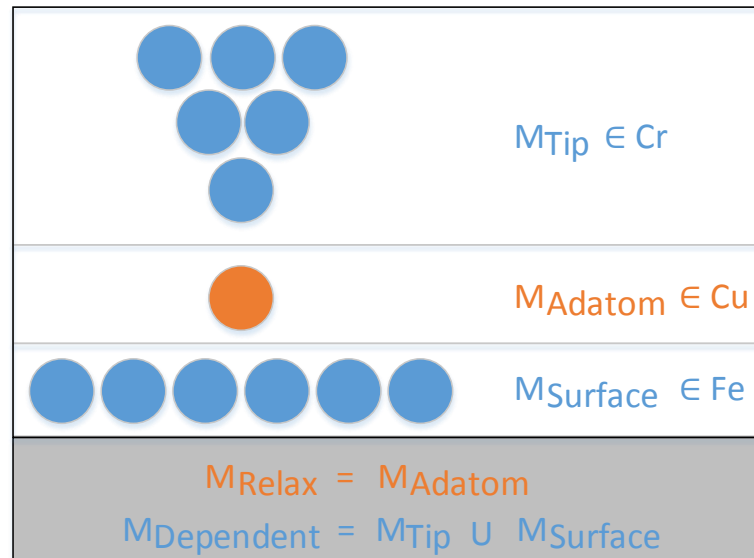 MTip ∈ Cr
MAdatom ∈ Cu
MSurface ∈ Fe
MRelax = MAdatom
MDependent = MTip U MSurface